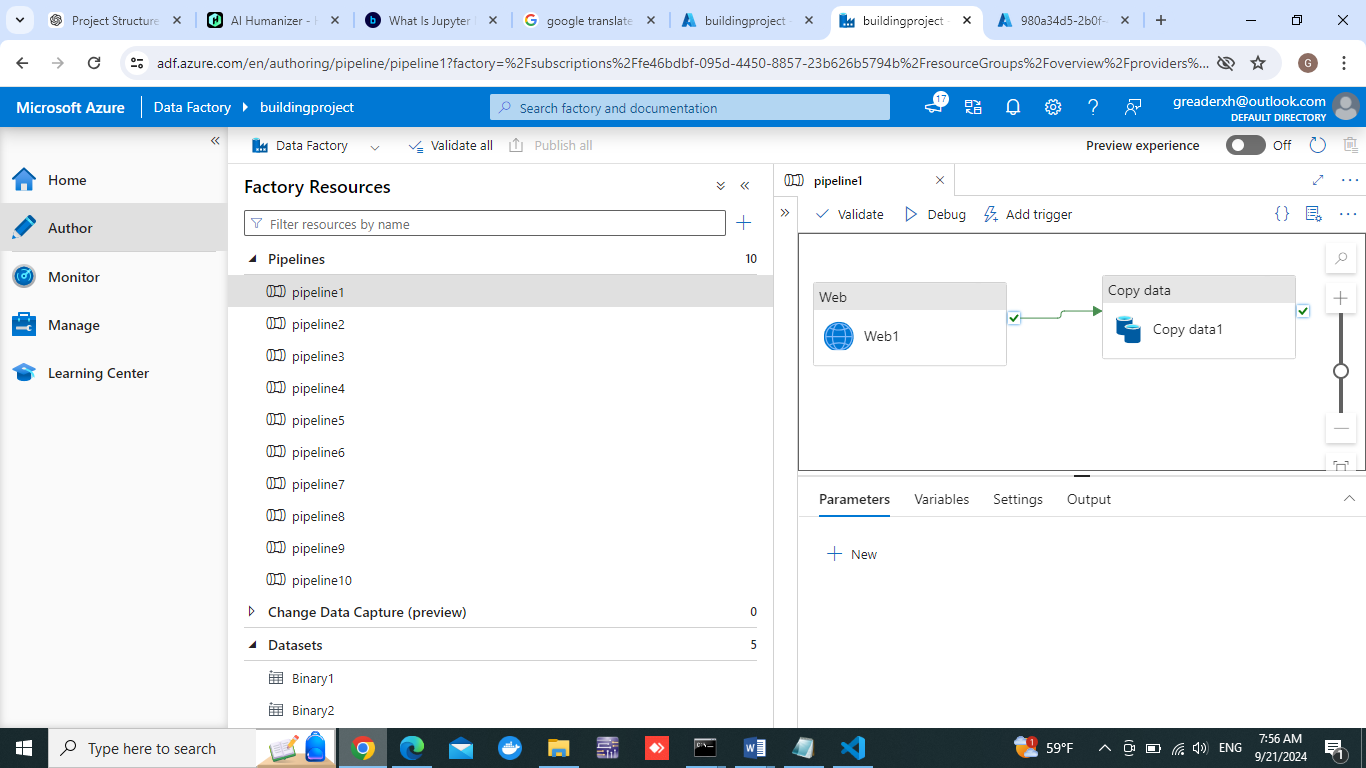 Project Structure
AI Humanizer -
What Is Jupyter
google translate
buildingproject
buildingproject
980a34d5-2b0f-
adf.azure.com/en/authoring/pipeline/pipeline1?factory=%2Fsubscriptions%2Ffe46bdbf-095d-4450-8857-23b626b5794b%2FresourceGroups%2Foverview%2Fproviders%...
G
Microsoft Azure
Data Factory
buildingproject
Search factory and documentation
17
greaderxh@outlook.com
DEFAULT DIRECTORY
Data Factory
Validate all
Publish all
Preview experience
Off
Home
Author
Monitor
Manage
Learning Center
Factory Resources
Filter resources by name
Pipelines 10
pipeline1
pipeline2
pipeline3
pipeline4
pipeline5
pipeline6
pipeline7
pipeline8
pipeline9
pipeline10
Change Data Capture (preview) 0
Datasets 5
Binary1
Binary2
pipeline1
Validate
Debug
Add trigger
Web
Web1
Copy data
Copy data1
Parameters
Variables
Settings
Output
New
Type here to search
59°F
ENG
7:56 AM
9/21/2024
1